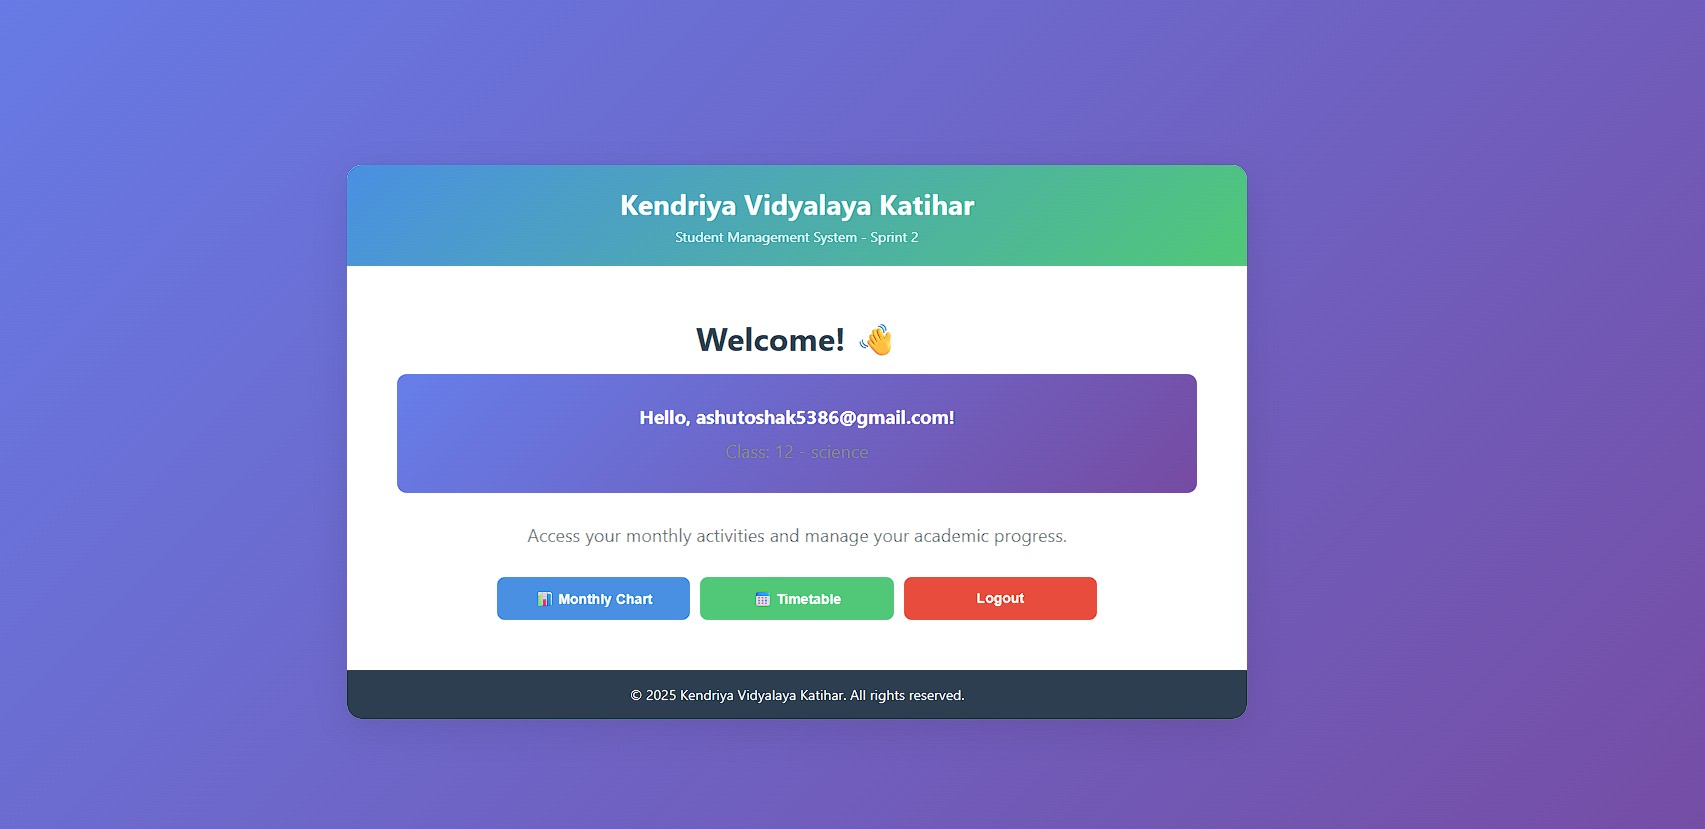 Kendriya Vidyalaya Katihar
Student Management System - Sprint 2
Welcome! 👋
Hello, ashutoshak5386@gmail.com!
Class: 12 - science
Access your monthly activities and manage your academic progress.
📊 Monthly Chart
📅 Timetable
Logout
© 2025 Kendriya Vidyalaya Katihar. All rights reserved.